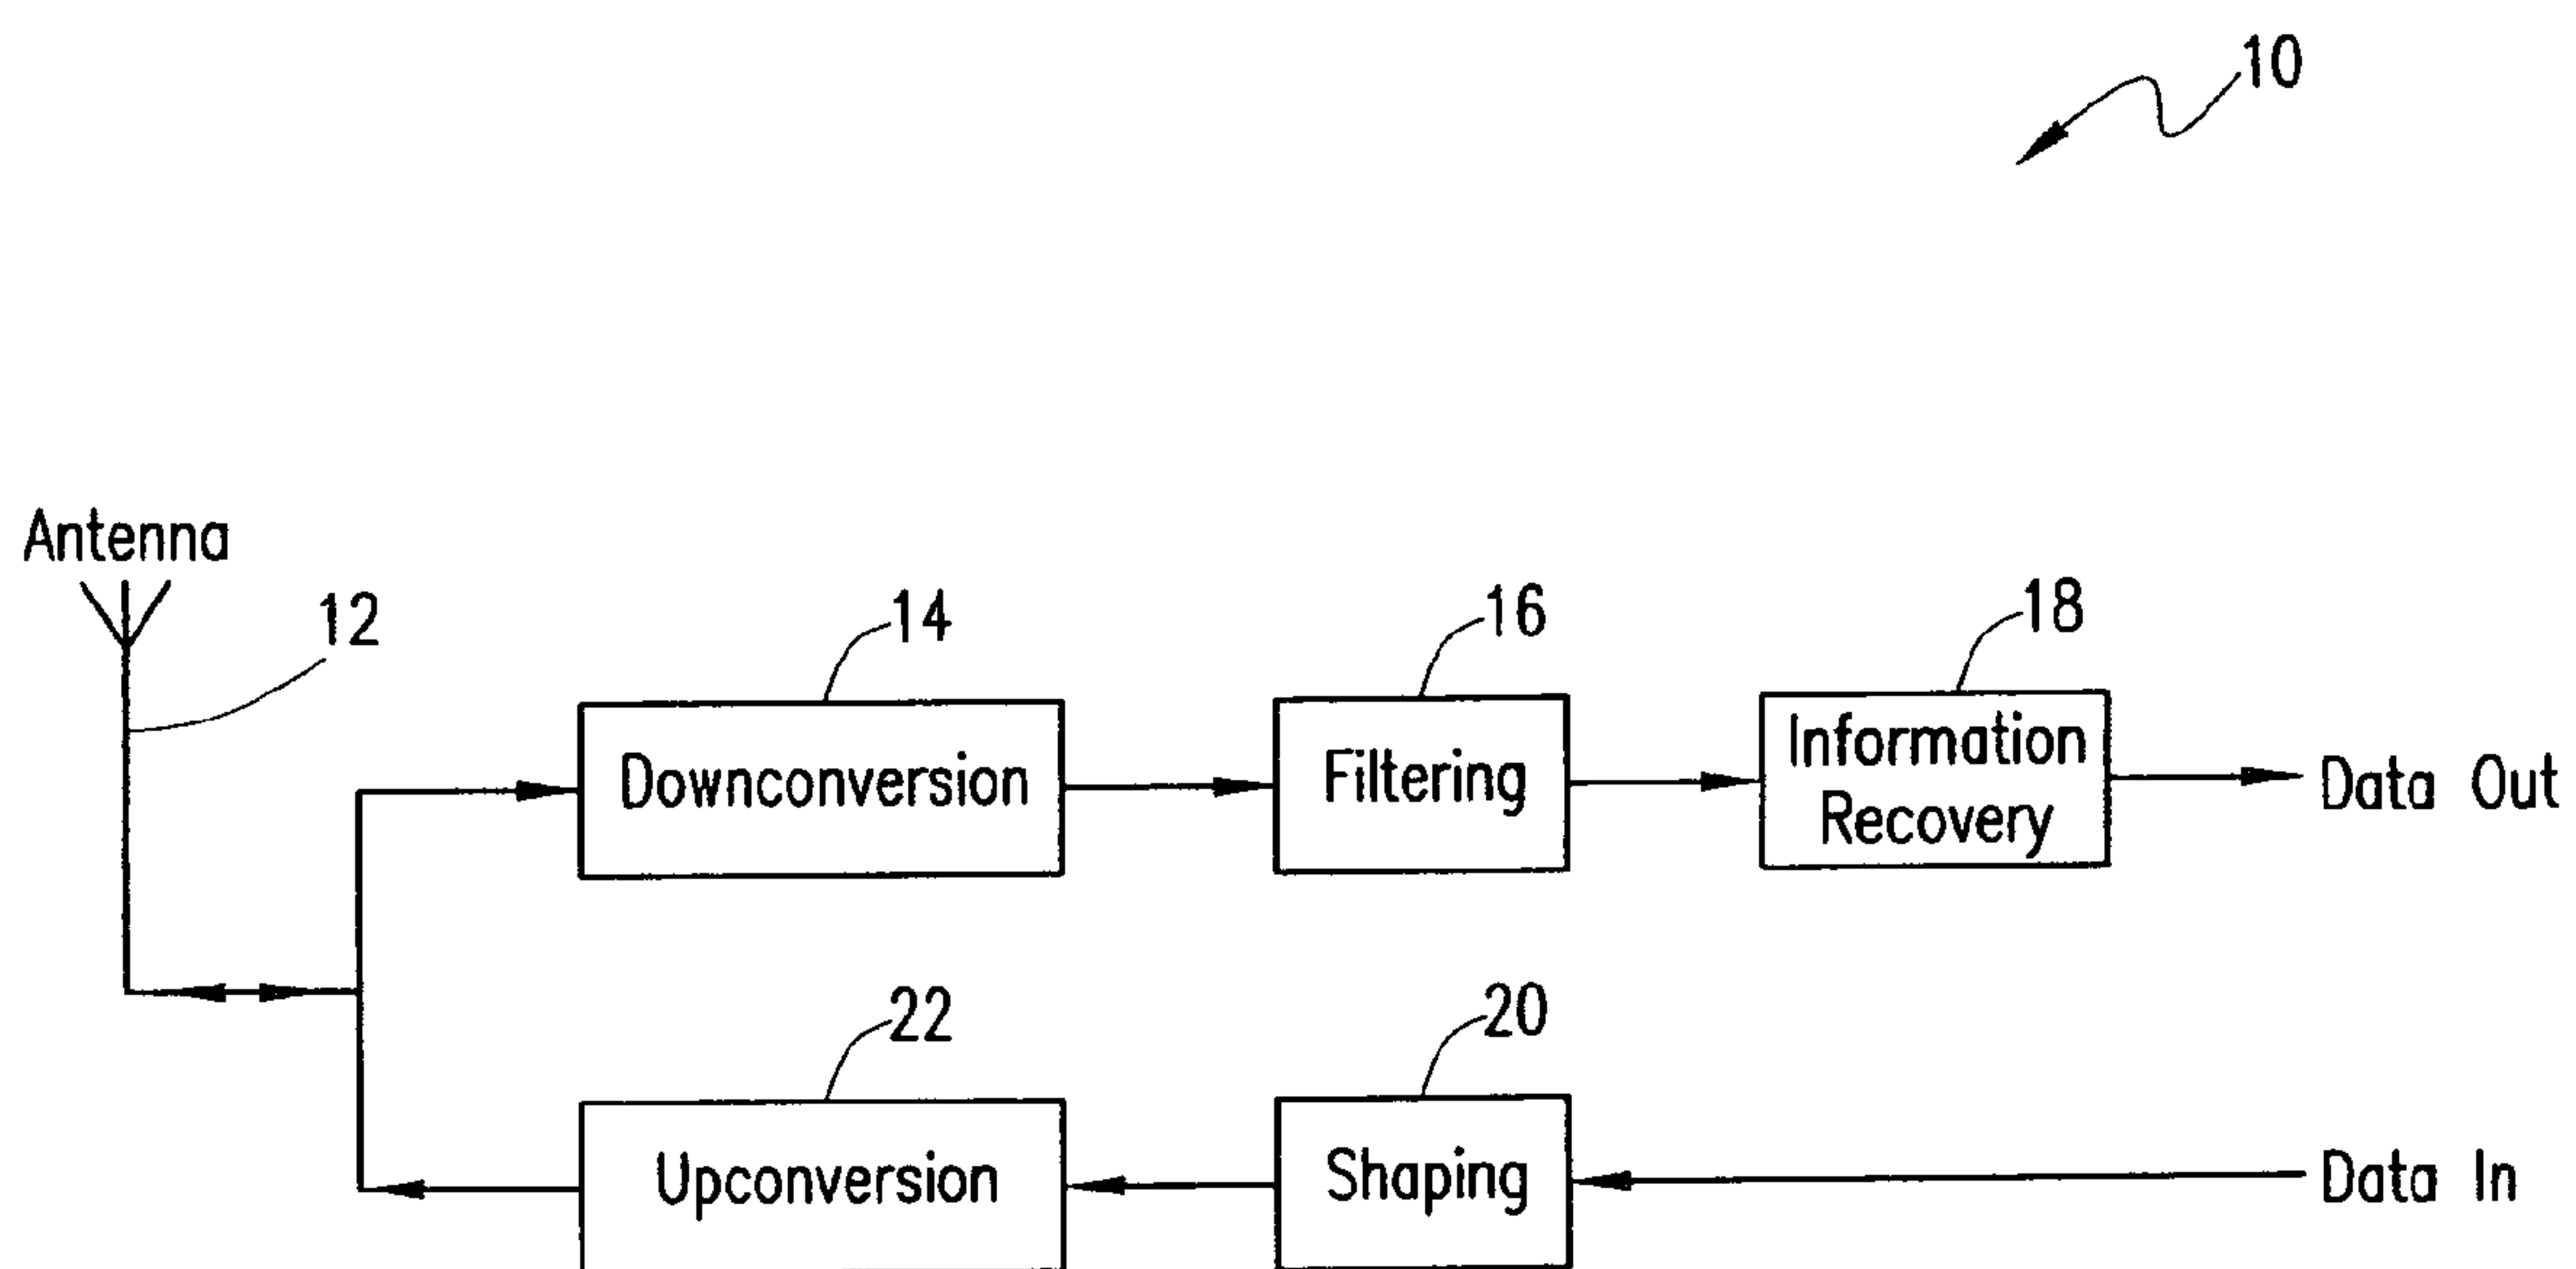 10
Antenna
12
14
16
18
Downconversion
Filtering
Information
Recovery
Data Out
22
20
Upconversion
Shaping
Data In